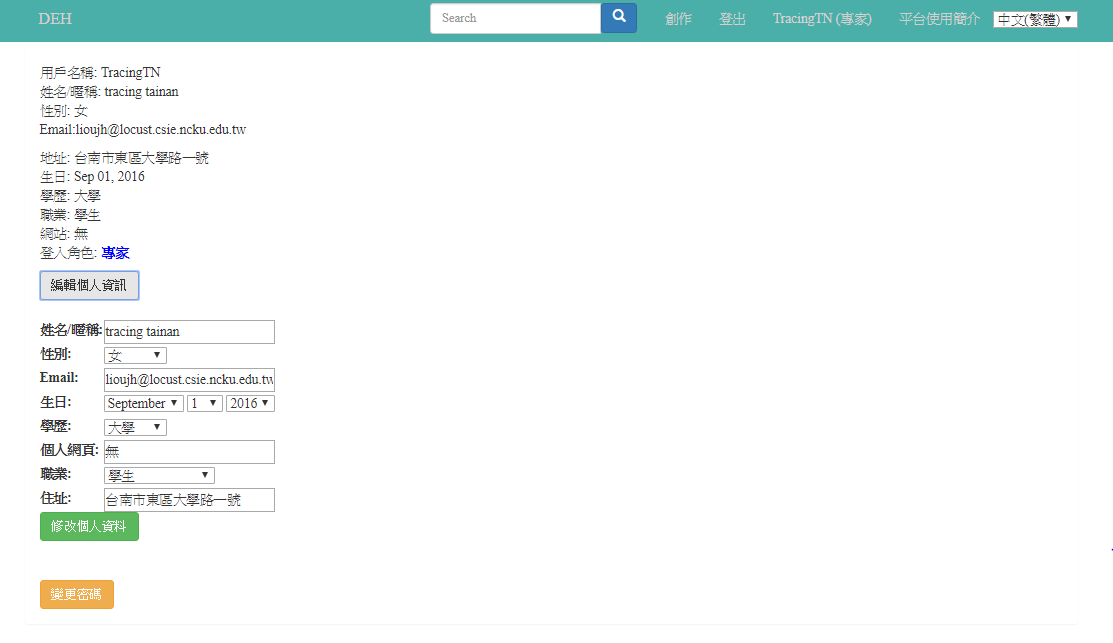 DEH Search 創作 登出 TracingTN (專家) 平台使用簡介 中文(繁體)
用戶名稱: TracingTN
姓名/暱稱: tracing tainan
性別: 女
Email:lioujh@locust.csie.ncku.edu.tw
地址: 台南市東區大學路一號
生日: Sep 01, 2016
學歷: 大學
職業: 學生
網站: 無
登入角色: 專家
編輯個人資訊
姓名/暱稱: tracing tainan
性別: 女
Email: lioujh@locust.csie.ncku.edu.tw
生日: September 1 2016
學歷: 大學
個人網頁: 無
職業: 學生
住址: 台南市東區大學路一號
修改個人資料
變更密碼